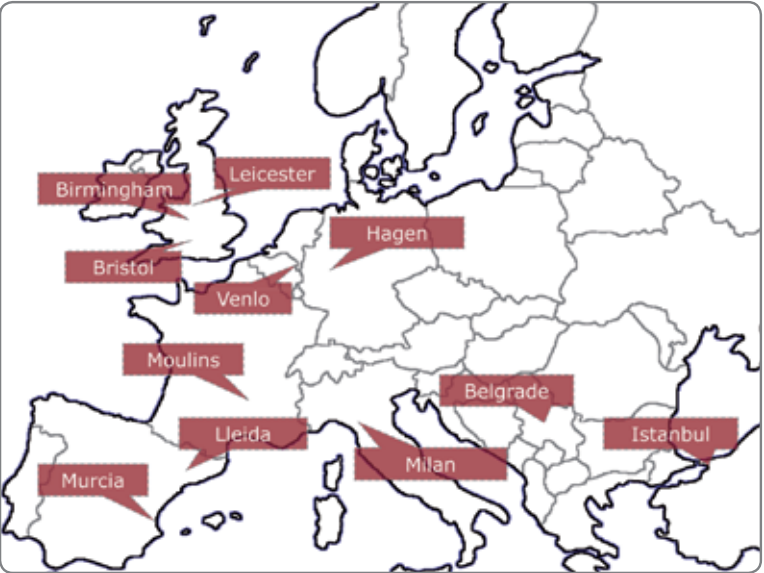 Leicester
Birmingham
Hagen
Bristol
Venlo
Moulins
Belgrade
Lleida
Istanbul
Milan
Murcia